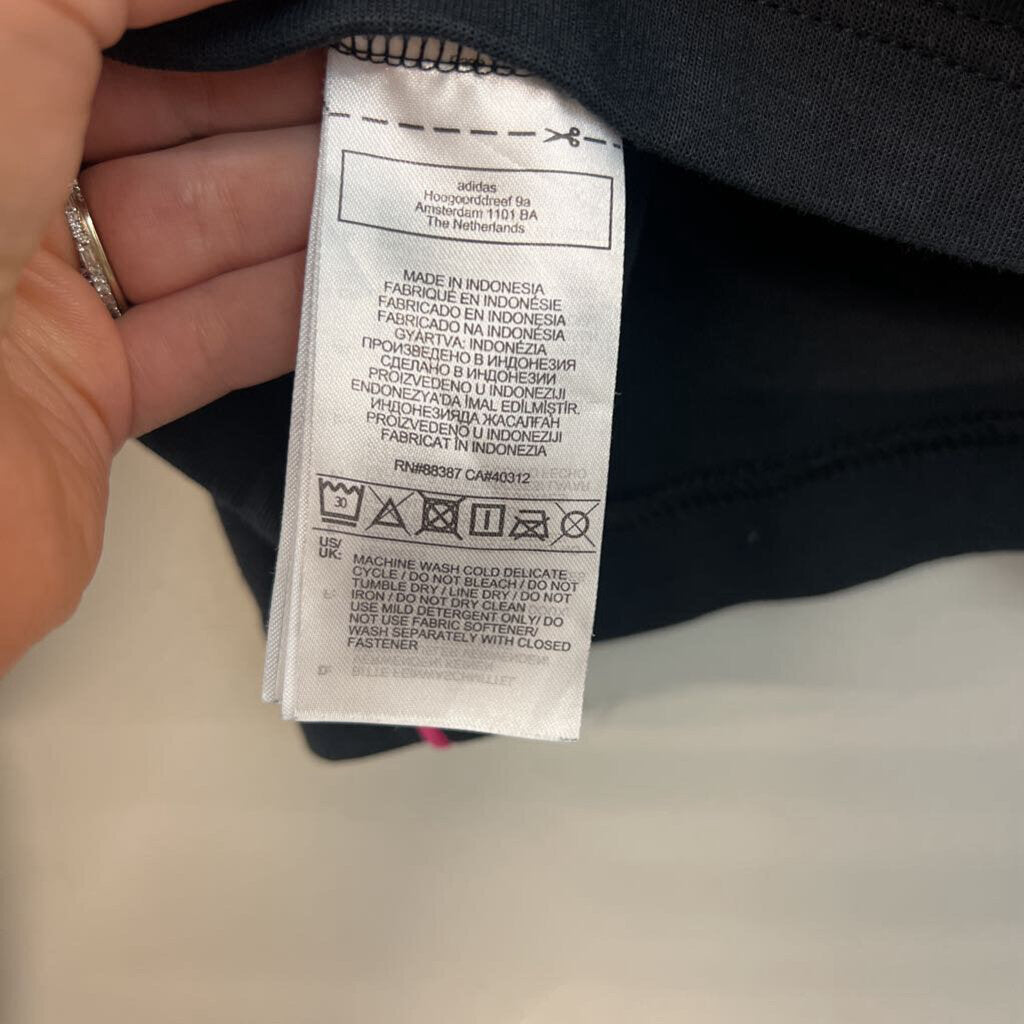 adidas
Hoogoorddreef 9a
Amsterdam 1101 BA
The Netherlands
MADE IN INDONESIA
FABRIQUÉ EN INDONÉSIE
FABRICADO EN INDONESIA
FABRICADO NA INDONÉSIA
GYÁRTVA: INDONÉZIA
ПРОИЗВЕДЕНО В ИНДОНЕЗИЯ
СДЕЛАНО В ИНДОНЕЗИИ
PROIZVEDENO U INDONEZIJI
ENDONEZYA'DA İMAL EDİLMİŞTİR.
ИНДОНЕЗИЯДА ЖАСАЛҒАН
PROIZVEDENO U INDONEZIJI
FABRICAT ÎN INDONEZIA
RN#88387 CA#40312
30
US/
UK:
MACHINE WASH COLD DELICATE
CYCLE / DO NOT BLEACH / DO NOT
TUMBLE DRY / LINE DRY / DO NOT
IRON / DO NOT DRY CLEAN
USE MILD DETERGENT ONLY/ DO
NOT USE FABRIC SOFTENER/
WASH SEPARATELY WITH CLOSED
FASTENER